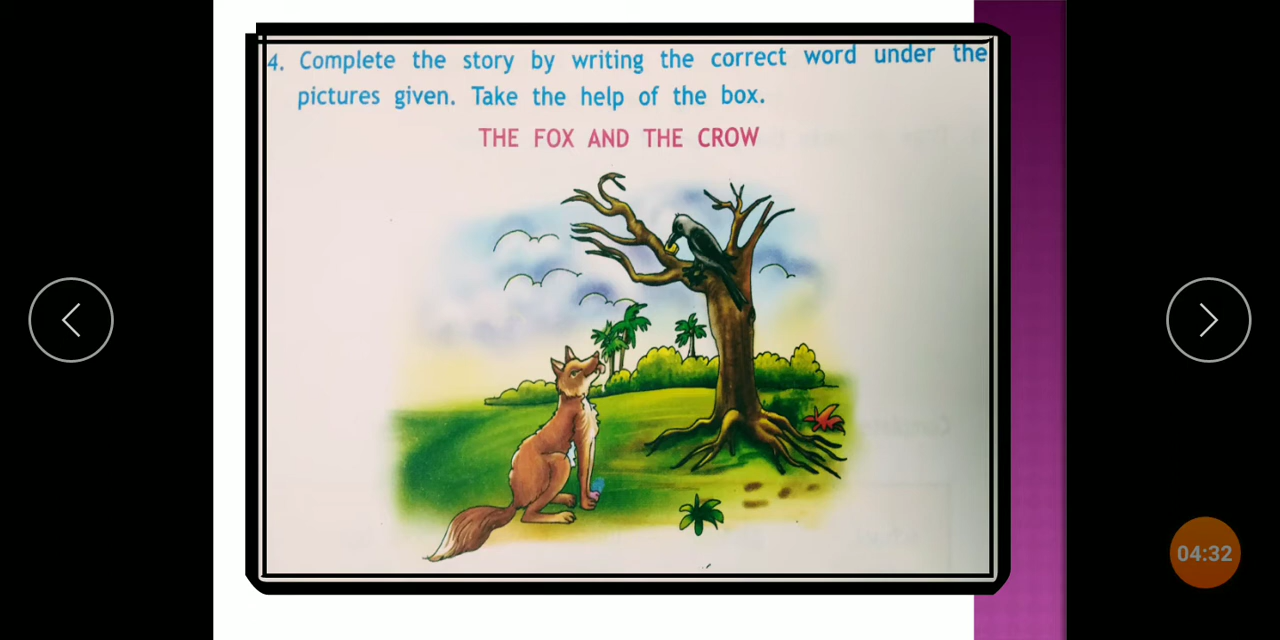 4. Complete the story by writing the correct word under the
pictures given. Take the help of the box.
THE FOX AND THE CROW
04:32